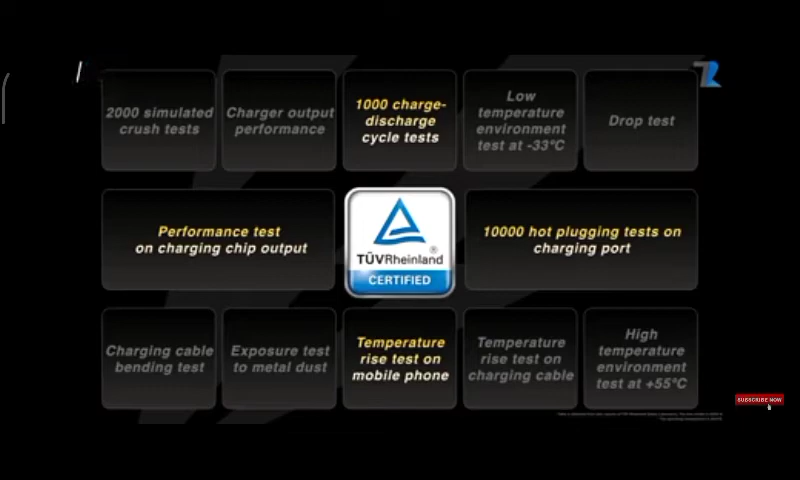 2000 simulated
crush tests
Charger output
performance
1000 charge-
discharge
cycle tests
Low
temperature
environment
test at -33°C
Drop test
Performance test
on charging chip output
TÜVRheinland
®
CERTIFIED
10000 hot plugging tests on
charging port
Charging cable
bending test
Exposure test
to metal dust
Temperature
rise test on
mobile phone
Temperature
rise test on
charging cable
High
temperature
environment
test at +55°C
SUBSCRIBE NOW